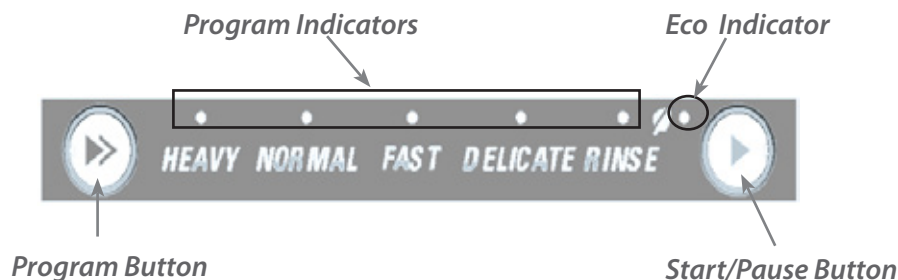 Program Indicators Eco Indicator
HEAVY NORMAL FAST DELICATE RINSE
Program Button Start/Pause Button